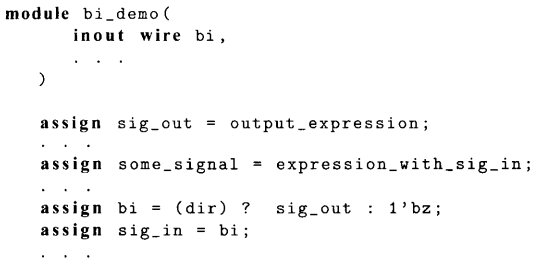 module bi_demo(
inout wire bi,
. . .
)
assign sig_out = output_expression;
. . .
assign some_signal = expression_with_sig_in;
. . .
assign bi = (dir) ? sig_out : 1'bz;
assign sig_in = bi;
. . .